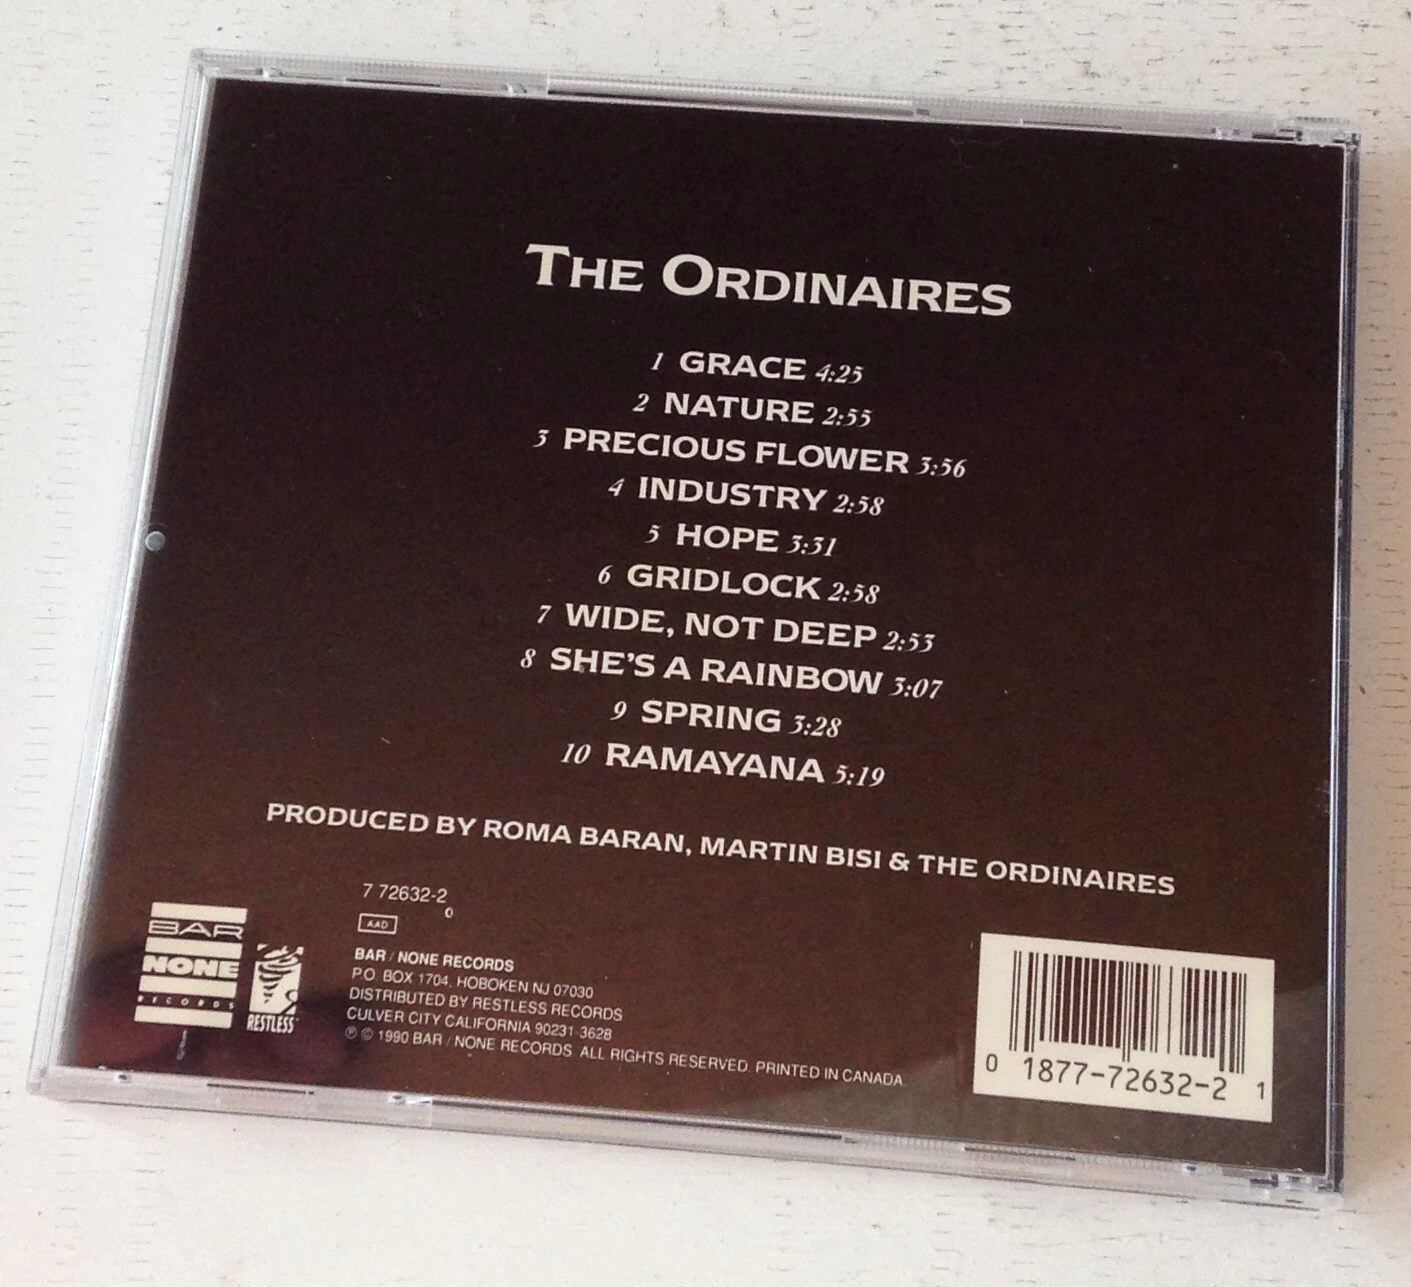 THE ORDINAIRES
1 GRACE 4:25
2 NATURE 2:55
3 PRECIOUS FLOWER 3:56
4 INDUSTRY 2:58
5 HOPE 3:31
6 GRIDLOCK 2:58
7 WIDE, NOT DEEP 2:53
8 SHE'S A RAINBOW 3:07
9 SPRING 3:28
10 RAMAYANA 5:19
PRODUCED BY ROMA BARAN, MARTIN BISI & THE ORDINAIRES
BAR
NONE
RECORDS
RESTLESS
7 72632-2
0
AAD
BAR / NONE RECORDS
P.O. BOX 1704, HOBOKEN NJ 07030
DISTRIBUTED BY RESTLESS RECORDS
CULVER CITY CALIFORNIA 90231-3628
℗ © 1990 BAR / NONE RECORDS. ALL RIGHTS RESERVED. PRINTED IN CANADA
0 1877-72632-2 1